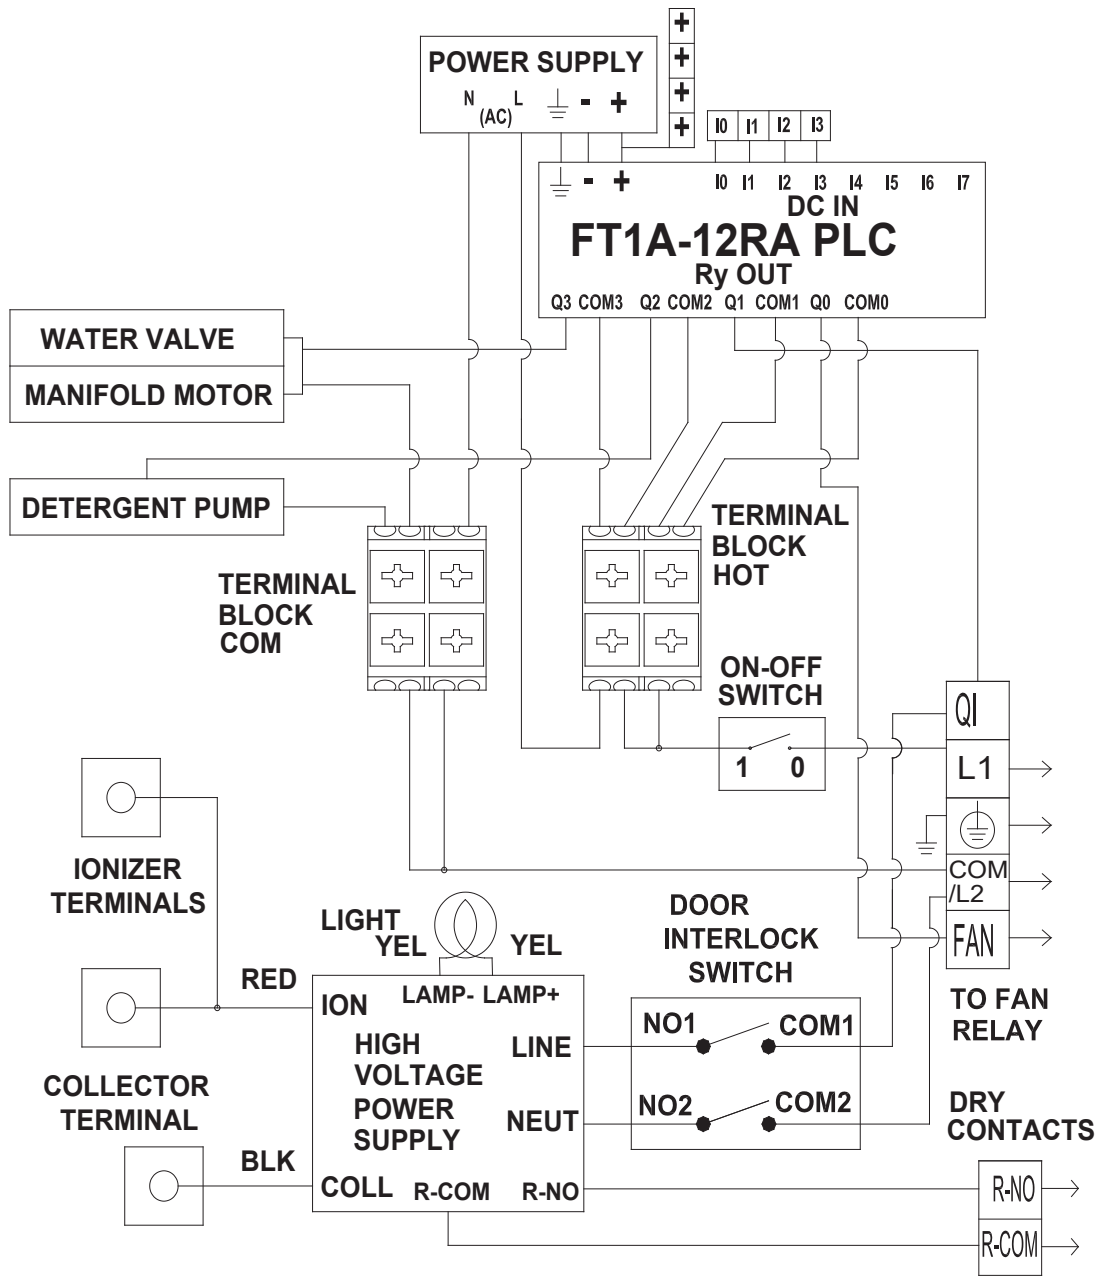 +
+
+
+
POWER SUPPLY
N L - +
(AC)
I0 I1 I2 I3
- + I0 I1 I2 I3 I4 I5 I6 I7
DC IN
FT1A-12RA PLC
Ry OUT
Q3 COM3 Q2 COM2 Q1 COM1 Q0 COM0
WATER VALVE
MANIFOLD MOTOR
DETERGENT PUMP
TERMINAL
BLOCK
COM
TERMINAL
BLOCK
HOT
ON-OFF
SWITCH
1 0
QI
L1
COM
/L2
FAN
TO FAN
RELAY
IONIZER
TERMINALS
LIGHT
YEL YEL
RED
COLLECTOR
TERMINAL
BLK
LAMP- LAMP+
ION
HIGH
VOLTAGE
POWER
SUPPLY
LINE
NEUT
COLL R-COM R-NO
DOOR
INTERLOCK
SWITCH
NO1 COM1
NO2 COM2
DRY
CONTACTS
R-NO
R-COM